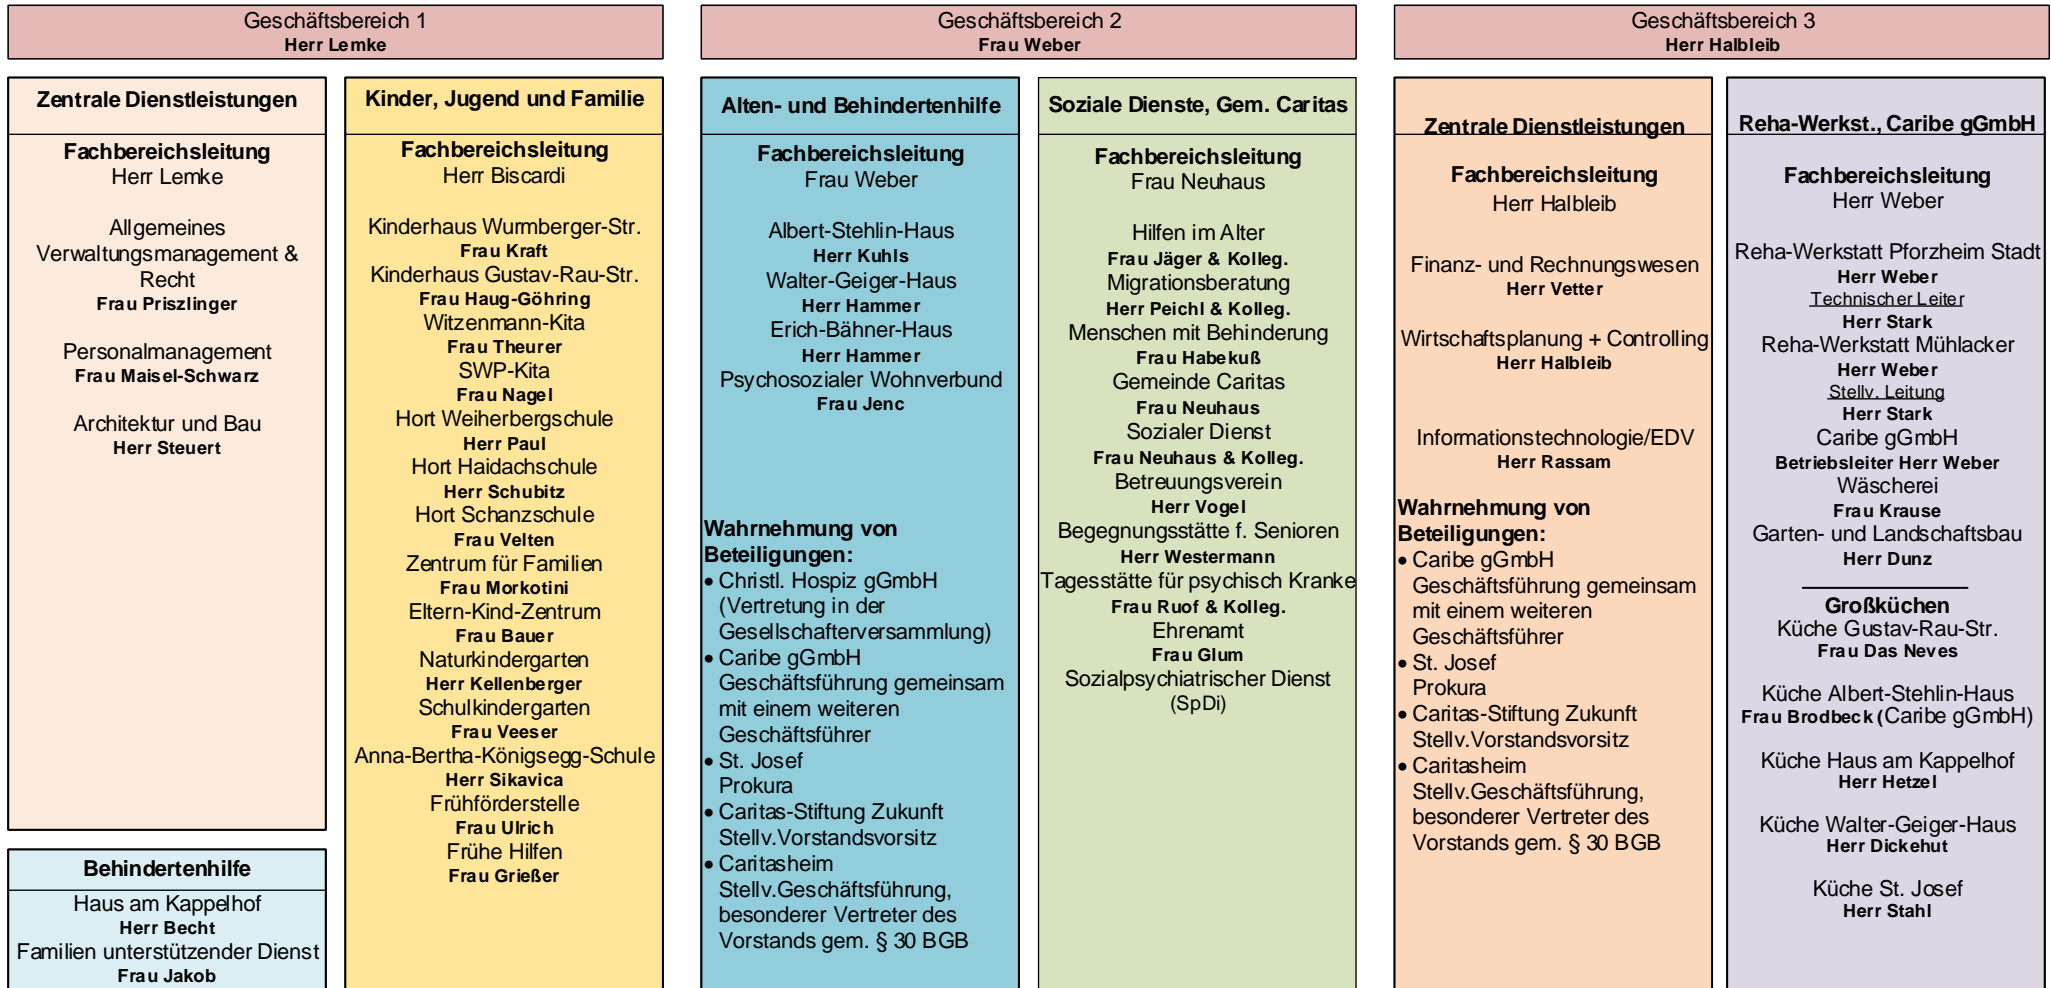 Geschäftsbereich 1
Herr Lemke
Zentrale Dienstleistungen
Fachbereichsleitung
Herr Lemke
Allgemeines
Verwaltungsmanagement &
Recht
Frau Priszlinger
Personalmanagement
Frau Maisel-Schwarz
Architektur und Bau
Herr Steuert
Behindertenhilfe
Haus am Kappelhof
Herr Becht
Familien unterstützender Dienst
Frau Jakob
Kinder, Jugend und Familie
Fachbereichsleitung
Herr Biscardi
Kinderhaus Wurmberger-Str.
Frau Kraft
Kinderhaus Gustav-Rau-Str.
Frau Haug-Göhring
Witzenmann-Kita
Frau Theurer
SWP-Kita
Frau Nagel
Hort Weiherbergschule
Herr Paul
Hort Haidachschule
Herr Schubitz
Hort Schanzschule
Frau Velten
Zentrum für Familien
Frau Morkotini
Eltern-Kind-Zentrum
Frau Bauer
Naturkindergarten
Herr Kellenberger
Schulkindergarten
Frau Veeser
Anna-Bertha-Königsegg-Schule
Herr Sikavica
Frühförderstelle
Frau Ulrich
Frühe Hilfen
Frau Grießer
Geschäftsbereich 2
Frau Weber
Alten- und Behindertenhilfe
Fachbereichsleitung
Frau Weber
Albert-Stehlin-Haus
Herr Kuhls
Walter-Geiger-Haus
Herr Hammer
Erich-Bähner-Haus
Herr Hammer
Psychosozialer Wohnverbund
Frau Jenc
Wahrnehmung von
Beteiligungen:
• Christl. Hospiz gGmbH
(Vertretung in der
Gesellschafterversammlung)
• Caribe gGmbH
Geschäftsführung gemeinsam
mit einem weiteren
Geschäftsführer
• St. Josef
Prokura
• Caritas-Stiftung Zukunft
Stellv.Vorstandsvorsitz
• Caritasheim
Stellv.Geschäftsführung,
besonderer Vertreter des
Vorstands gem. § 30 BGB
Soziale Dienste, Gem. Caritas
Fachbereichsleitung
Frau Neuhaus
Hilfen im Alter
Frau Jäger & Kolleg.
Migrationsberatung
Herr Peichl & Kolleg.
Menschen mit Behinderung
Frau Habekuß
Gemeinde Caritas
Frau Neuhaus
Sozialer Dienst
Frau Neuhaus & Kolleg.
Betreuungsverein
Herr Vogel
Begegnungsstätte f. Senioren
Herr Westermann
Tagesstätte für psychisch Kranke
Frau Ruof & Kolleg.
Ehrenamt
Frau Glum
Sozialpsychiatrischer Dienst
(SpDi)
Geschäftsbereich 3
Herr Halbleib
Zentrale Dienstleistungen
Fachbereichsleitung
Herr Halbleib
Finanz- und Rechnungswesen
Herr Vetter
Wirtschaftsplanung + Controlling
Herr Halbleib
Informationstechnologie/EDV
Herr Rassam
Wahrnehmung von
Beteiligungen:
• Caribe gGmbH
Geschäftsführung gemeinsam
mit einem weiteren
Geschäftsführer
• St. Josef
Prokura
• Caritas-Stiftung Zukunft
Stellv.Vorstandsvorsitz
• Caritasheim
Stellv.Geschäftsführung,
besonderer Vertreter des
Vorstands gem. § 30 BGB
Reha-Werkst., Caribe gGmbH
Fachbereichsleitung
Herr Weber
Reha-Werkstatt Pforzheim Stadt
Herr Weber
Technischer Leiter
Herr Stark
Reha-Werkstatt Mühlacker
Herr Weber
Stellv. Leitung
Herr Stark
Caribe gGmbH
Betriebsleiter Herr Weber
Wäscherei
Frau Krause
Garten- und Landschaftsbau
Herr Dunz
Großküchen
Küche Gustav-Rau-Str.
Frau Das Neves
Küche Albert-Stehlin-Haus
Frau Brodbeck (Caribe gGmbH)
Küche Haus am Kappelhof
Herr Hetzel
Küche Walter-Geiger-Haus
Herr Dickehut
Küche St. Josef
Herr Stahl